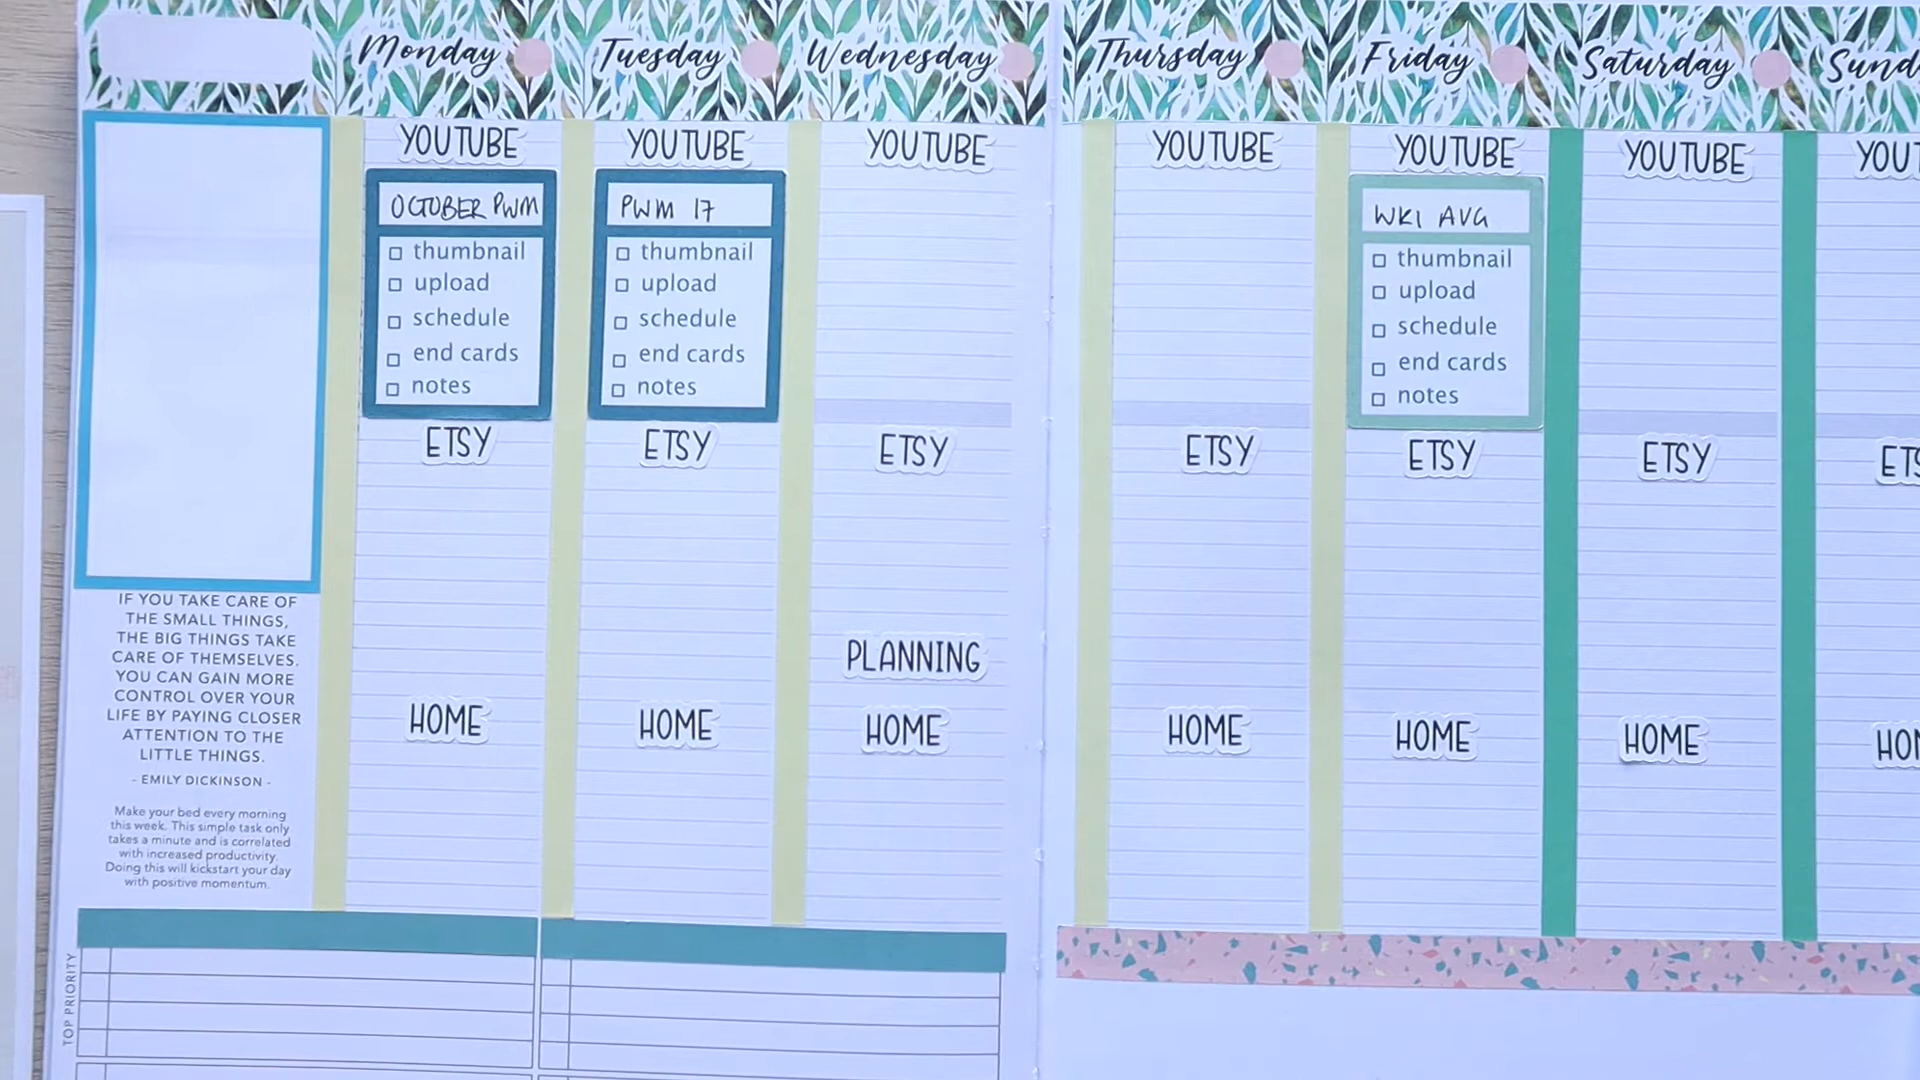 Monday
Tuesday
Wednesday
Thursday
Friday
Saturday
YOUTUBE
YOUTUBE
YOUTUBE
YOUTUBE
YOUTUBE
YOUTUBE
OCTOBER PWM
thumbnail
upload
schedule
end cards
notes
PWM 17
thumbnail
upload
schedule
end cards
notes
WK1 AVG
thumbnail
upload
schedule
end cards
notes
ETSY
ETSY
ETSY
ETSY
ETSY
ETSY
PLANNING
HOME
HOME
HOME
HOME
HOME
HOME
IF YOU TAKE CARE OF
THE SMALL THINGS,
THE BIG THINGS TAKE
CARE OF THEMSELVES.
YOU CAN GAIN MORE
CONTROL OVER YOUR
LIFE BY PAYING CLOSER
ATTENTION TO THE
LITTLE THINGS.
- EMILY DICKINSON -
Make your bed every morning
this week. This simple task only
takes a minute and is correlated
with increased productivity.
Doing this will kickstart your day
with positive momentum.
TOP PRIORITY